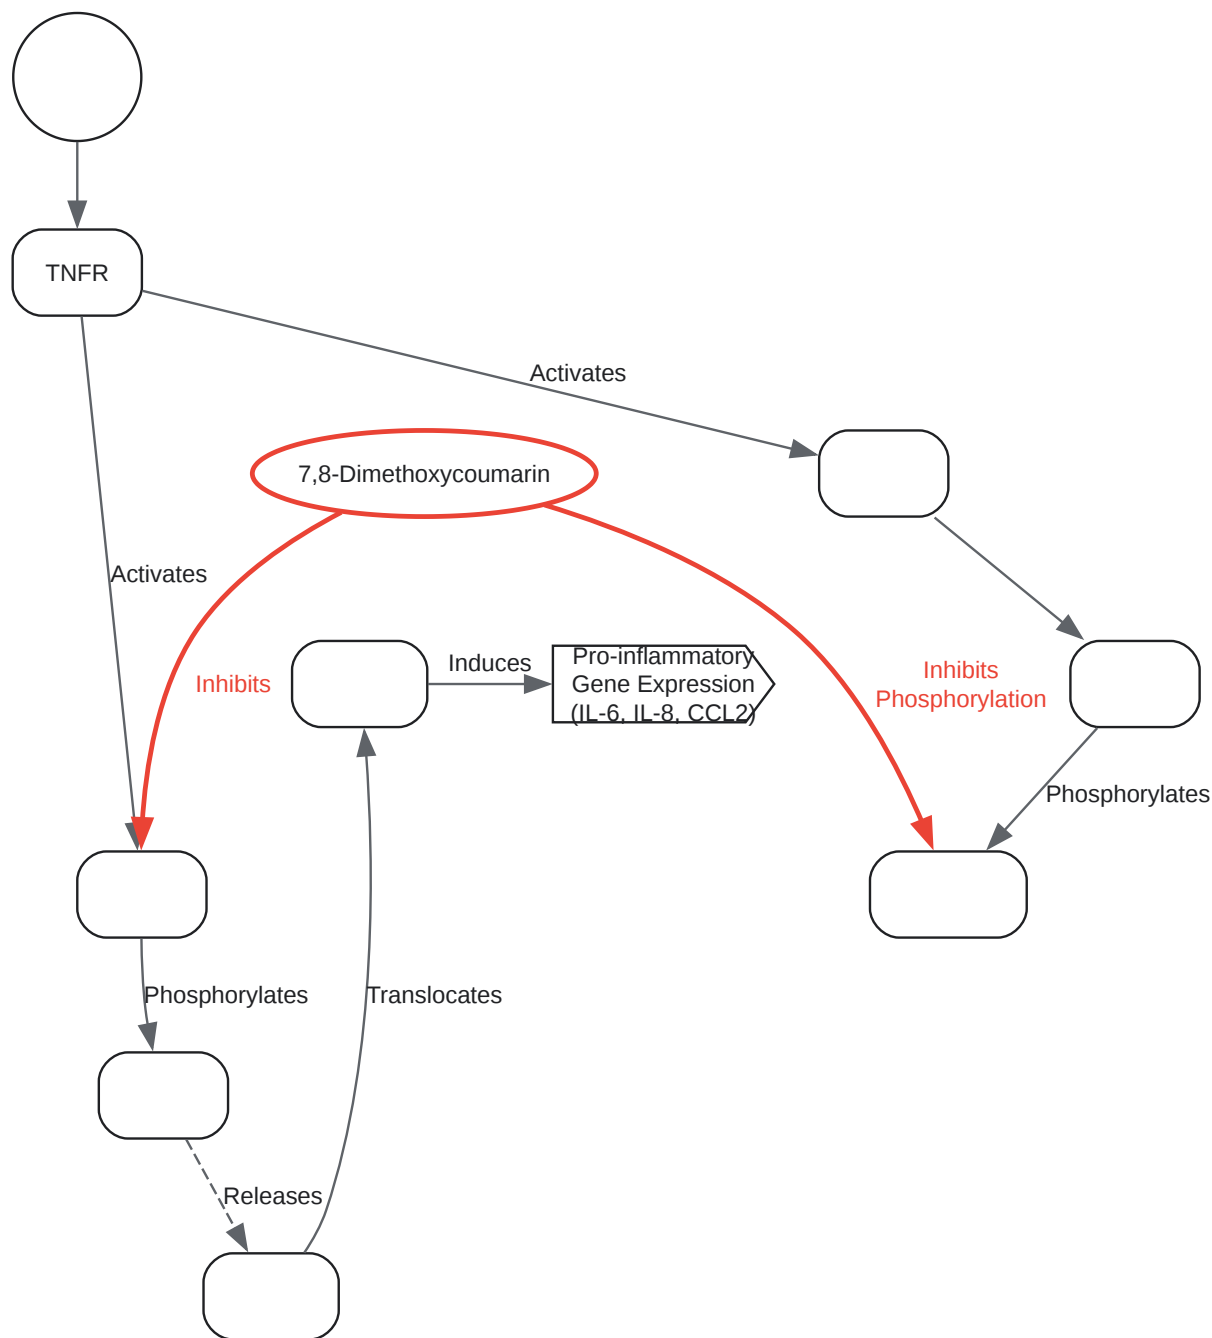 TNFR
Activates
7,8-Dimethoxycoumarin
Activates
Induces
Pro-inflammatory
Gene Expression
(IL-6, IL-8, CCL2)
Inhibits
Inhibits
Phosphorylation
Phosphorylates
Phosphorylates
Translocates
Releases